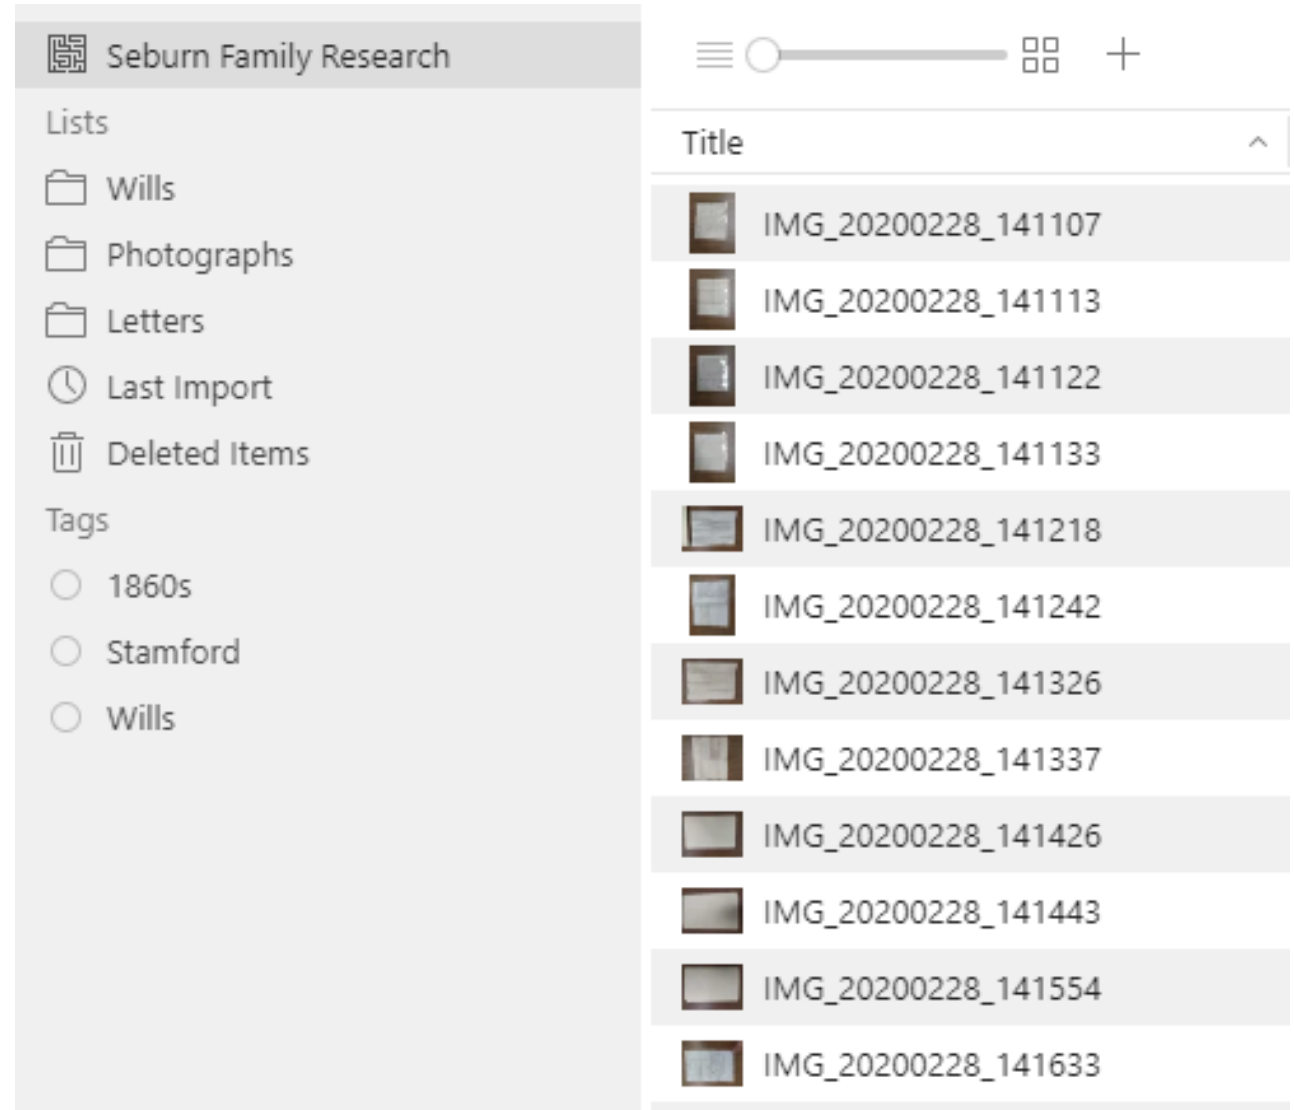 Seburn Family Research
Lists
Wills
Photographs
Letters
Last Import
Deleted Items
Tags
1860s
Stamford
Wills
Title
IMG_20200228_141107
IMG_20200228_141113
IMG_20200228_141122
IMG_20200228_141133
IMG_20200228_141218
IMG_20200228_141242
IMG_20200228_141326
IMG_20200228_141337
IMG_20200228_141426
IMG_20200228_141443
IMG_20200228_141554
IMG_20200228_141633